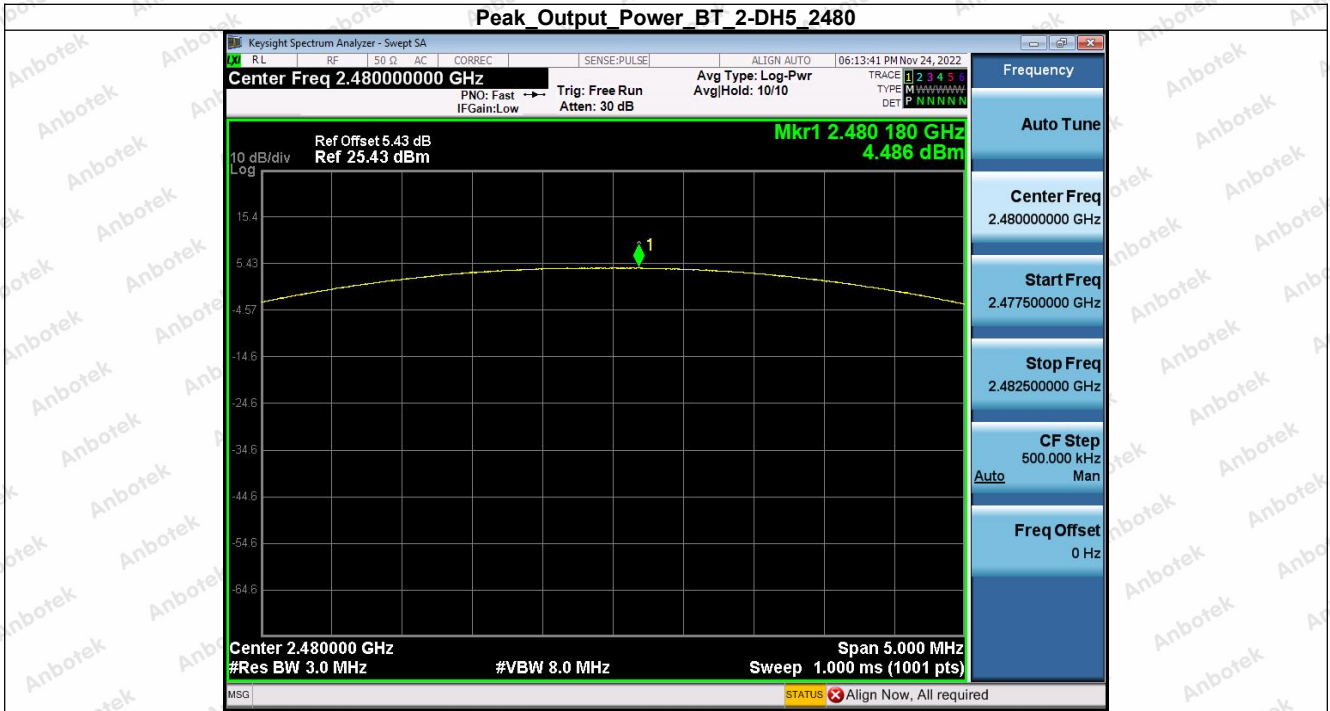 Peak_Output_Power_BT_2-DH5_2480
Keysight Spectrum Analyzer - Swept SA
LXI RL RF 50 Ω AC CORREC SENSE:PULSE ALIGN AUTO 06:13:41 PM Nov 24, 2022
Center Freq 2.480000000 GHz
PNO: Fast
IFGain:Low
Trig: Free Run
Atten: 30 dB
Avg Type: Log-Pwr
Avg|Hold: 10/10
TRACE 1 2 3 4 5 6
TYPE M WWWWW
DET P N N N N N
Mkr1 2.480 180 GHz
4.486 dBm
Ref Offset 5.43 dB
10 dB/div Ref 25.43 dBm
Log
15.4
5.43
-4.57
-14.6
-24.6
-34.6
-44.6
-54.6
-64.6
1
Center 2.480000 GHz Span 5.000 MHz
#Res BW 3.0 MHz #VBW 8.0 MHz Sweep 1.000 ms (1001 pts)
MSG STATUS Align Now, All required
Frequency
Auto Tune
Center Freq
2.480000000 GHz
Start Freq
2.477500000 GHz
Stop Freq
2.482500000 GHz
CF Step
500.000 kHz
Auto Man
Freq Offset
0 Hz
Anbotek